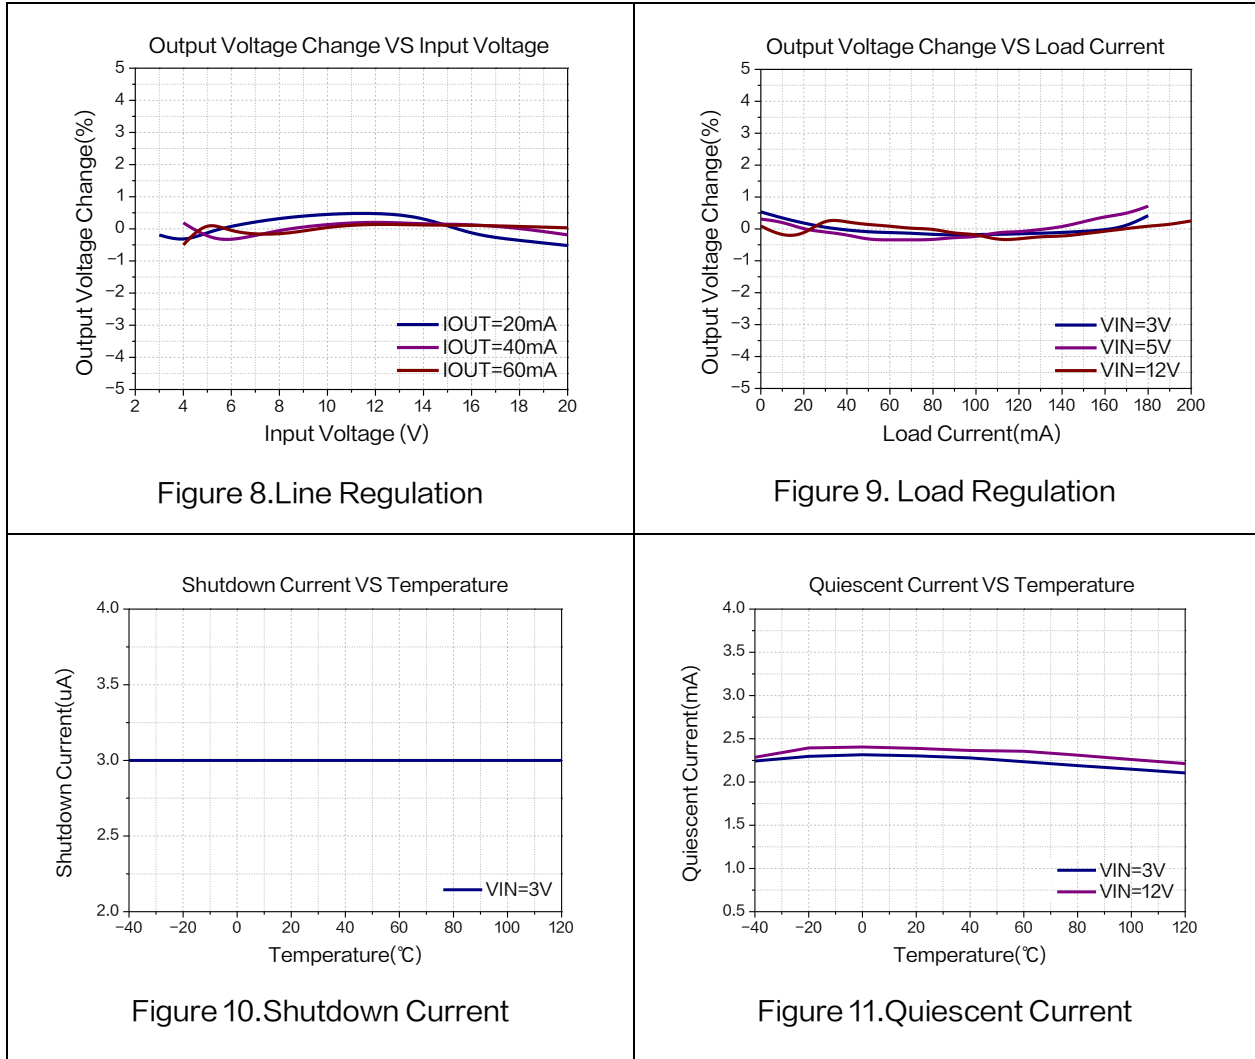 Output Voltage Change VS Input Voltage
5
4
3
2
1
0
−1
−2
−3
−4
−5
Output Voltage Change(%)
IOUT=20mA
IOUT=40mA
IOUT=60mA
2 4 6 8 10 12 14 16 18 20
Input Voltage (V)
Figure 8.Line Regulation
Output Voltage Change VS Load Current
5
4
3
2
1
0
−1
−2
−3
−4
−5
Output Voltage Change(%)
VIN=3V
VIN=5V
VIN=12V
0 20 40 60 80 100 120 140 160 180 200
Load Current(mA)
Figure 9. Load Regulation
Shutdown Current VS Temperature
4.0
3.5
3.0
2.5
2.0
Shutdown Current(uA)
VIN=3V
−40 −20 0 20 40 60 80 100 120
Temperature(℃)
Figure 10.Shutdown Current
Quiescent Current VS Temperature
4.0
3.5
3.0
2.5
2.0
1.5
1.0
0.5
Quiescent Current(mA)
VIN=3V
VIN=12V
−40 −20 0 20 40 60 80 100 120
Temperature(℃)
Figure 11.Quiescent Current